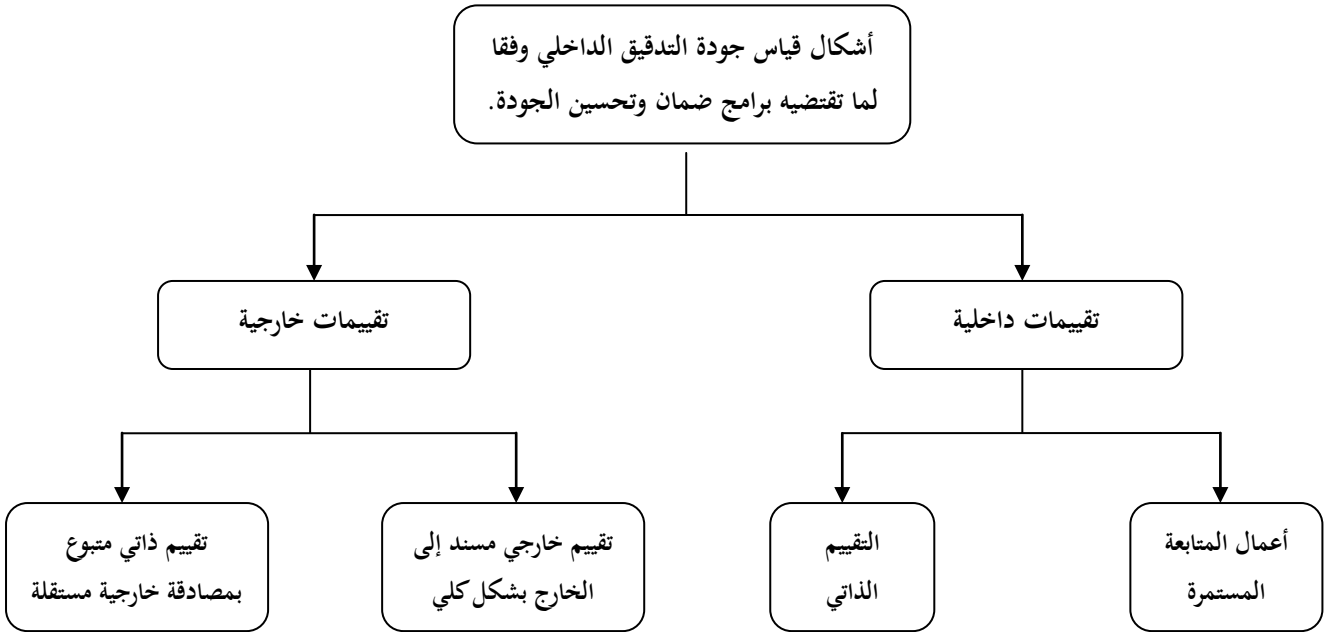 أشكال قياس جودة التدقيق الداخلي وفقا
لما تقتضيه برامج ضمان وتحسين الجودة.
تقييمات داخلية
تقييمات خارجية
أعمال المتابعة
المستمرة
التقييم
الذاتي
تقييم خارجي مسند إلى
الخارج بشكل كلي
تقييم ذاتي متبوع
بمصادقة خارجية مستقلة